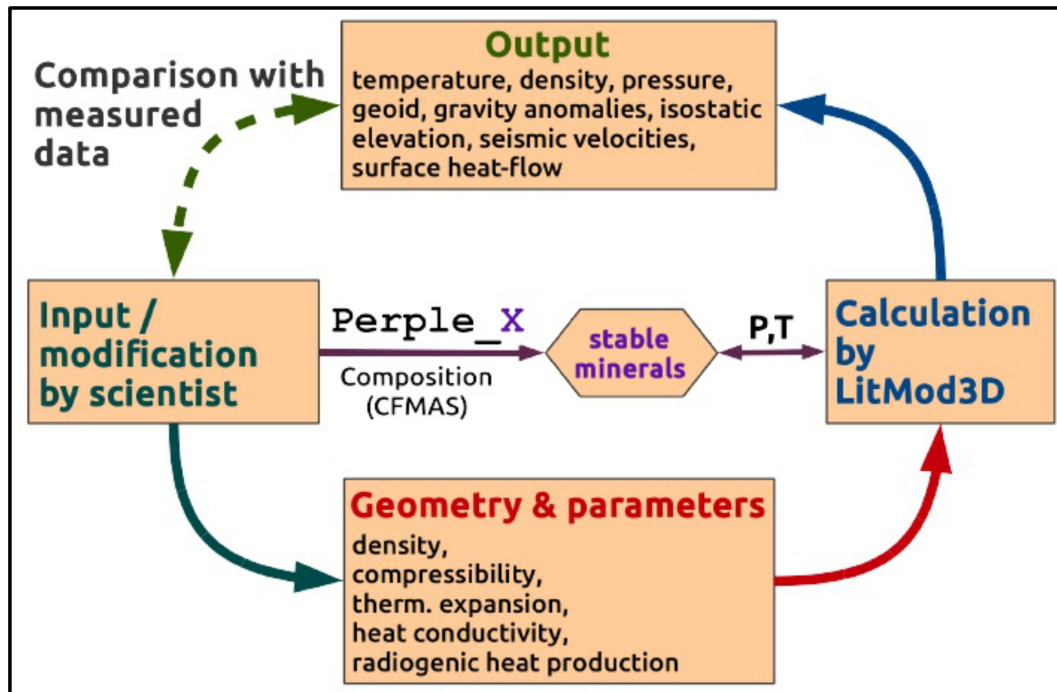 Output
temperature, density, pressure,
geoid, gravity anomalies, isostatic
elevation, seismic velocities,
surface heat-flow
Comparison with
measured
data
Input /
modification
by scientist
Perple_X
Composition
(CFMAS)
stable
minerals
P,T
Calculation
by
LitMod3D
Geometry & parameters
density,
compressibility,
therm. expansion,
heat conductivity,
radiogenic heat production